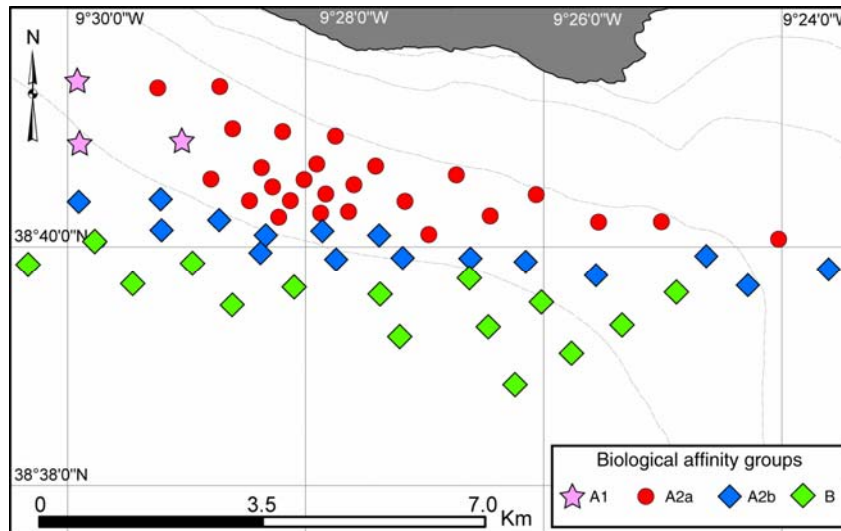 9°30'0"W 9°28'0"W 9°26'0"W 9°24'0"W
N
38°40'0"N
38°38'0"N
0 3.5 7.0 Km
Biological affinity groups
A1 A2a A2b B